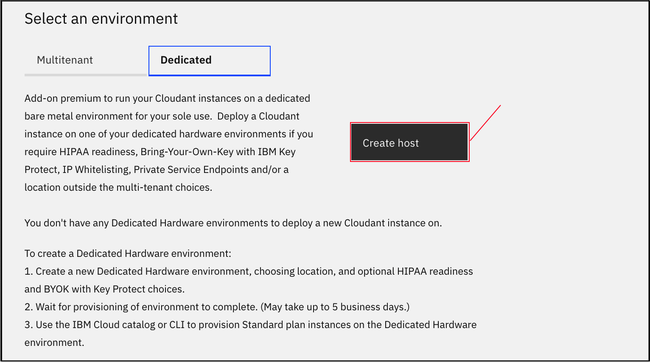 Select an environment
Multitenant
Dedicated
Add-on premium to run your Cloudant instances on a dedicated
bare metal environment for your sole use.  Deploy a Cloudant
instance on one of your dedicated hardware environments if you
require HIPAA readiness, Bring-Your-Own-Key with IBM Key
Protect, IP Whitelisting, Private Service Endpoints and/or a
location outside the multi-tenant choices.
Create host
You don't have any Dedicated Hardware environments to deploy a new Cloudant instance on.
To create a Dedicated Hardware environment:
1. Create a new Dedicated Hardware environment, choosing location, and optional HIPAA readiness
and BYOK with Key Protect choices.
2. Wait for provisioning of environment to complete. (May take up to 5 business days.)
3. Use the IBM Cloud catalog or CLI to provision Standard plan instances on the Dedicated Hardware
environment.